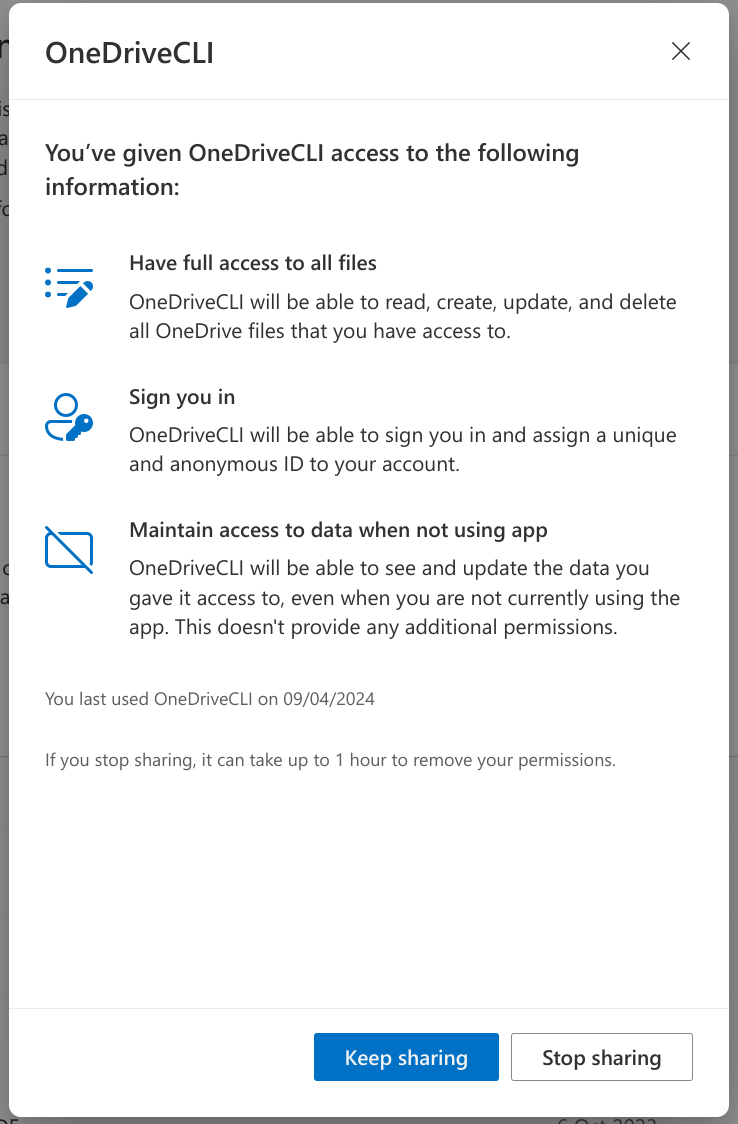 OneDriveCLI
You’ve given OneDriveCLI access to the following
information:
Have full access to all files
OneDriveCLI will be able to read, create, update, and delete
all OneDrive files that you have access to.
Sign you in
OneDriveCLI will be able to sign you in and assign a unique
and anonymous ID to your account.
Maintain access to data when not using app
OneDriveCLI will be able to see and update the data you
gave it access to, even when you are not currently using the
app. This doesn't provide any additional permissions.
You last used OneDriveCLI on 09/04/2024
If you stop sharing, it can take up to 1 hour to remove your permissions.
Keep sharing
Stop sharing